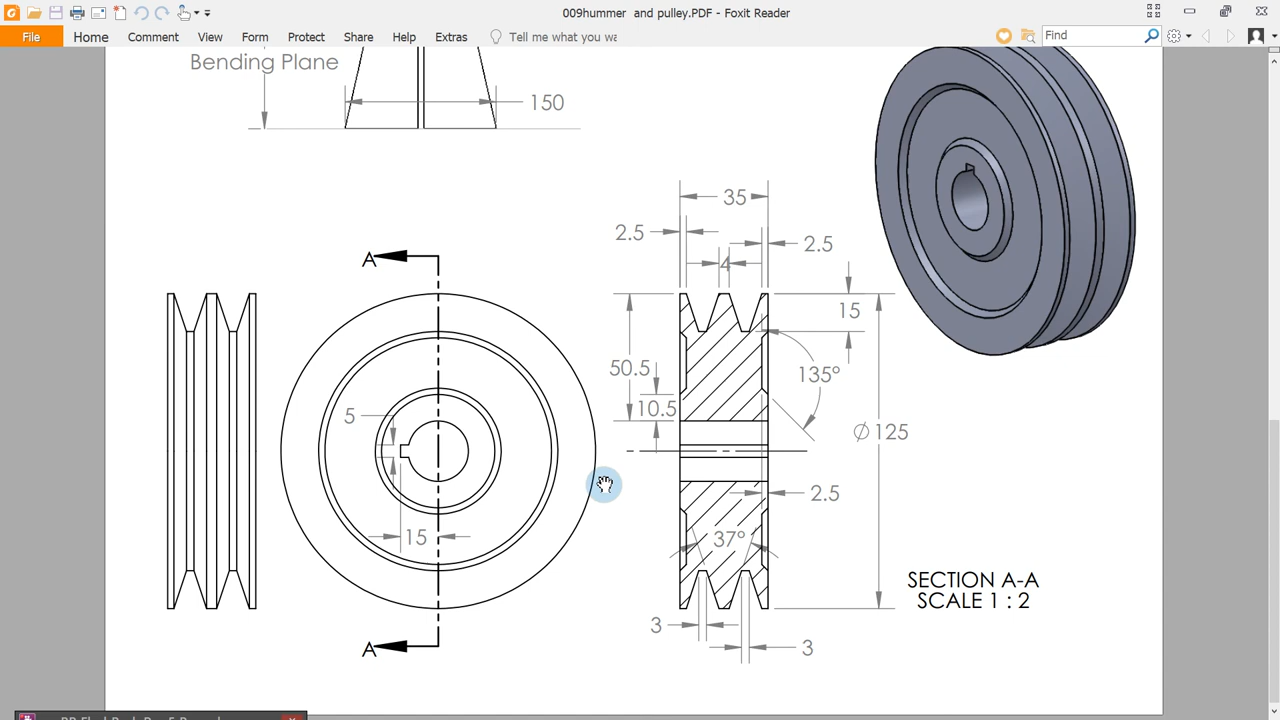 009hummer and pulley.PDF - Foxit Reader
File Home Comment View Form Protect Share Help Extras Tell me what you wa Find
Bending Plane
150
35
2.5
2.5
4
A
15
50.5
135°
10.5
5
Ø 125
2.5
15
37°
SECTION A-A
SCALE 1 : 2
3
3
A